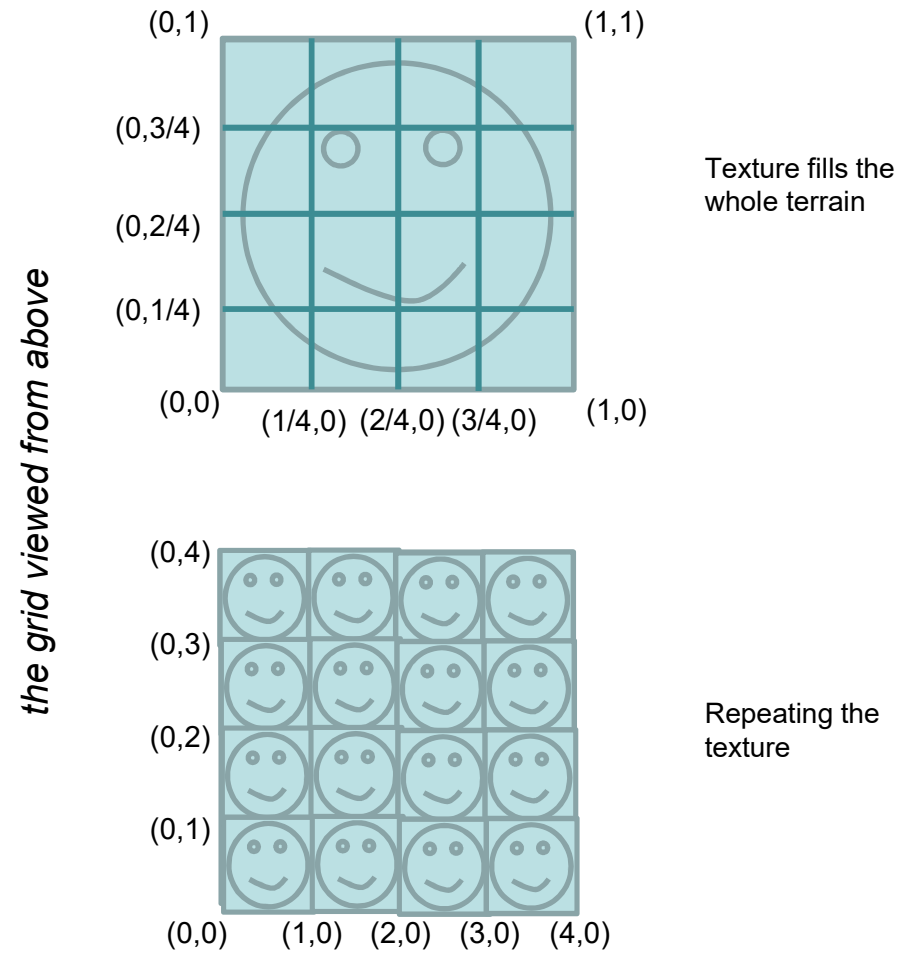 (0,1)
(1,1)
(0,3/4)
Texture fills the
whole terrain
(0,2/4)
(0,1/4)
(0,0)
(1/4,0) (2/4,0) (3/4,0)
(1,0)
the grid viewed from above
(0,4)
(0,3)
(0,2)
Repeating the
texture
(0,1)
(0,0) (1,0) (2,0) (3,0) (4,0)